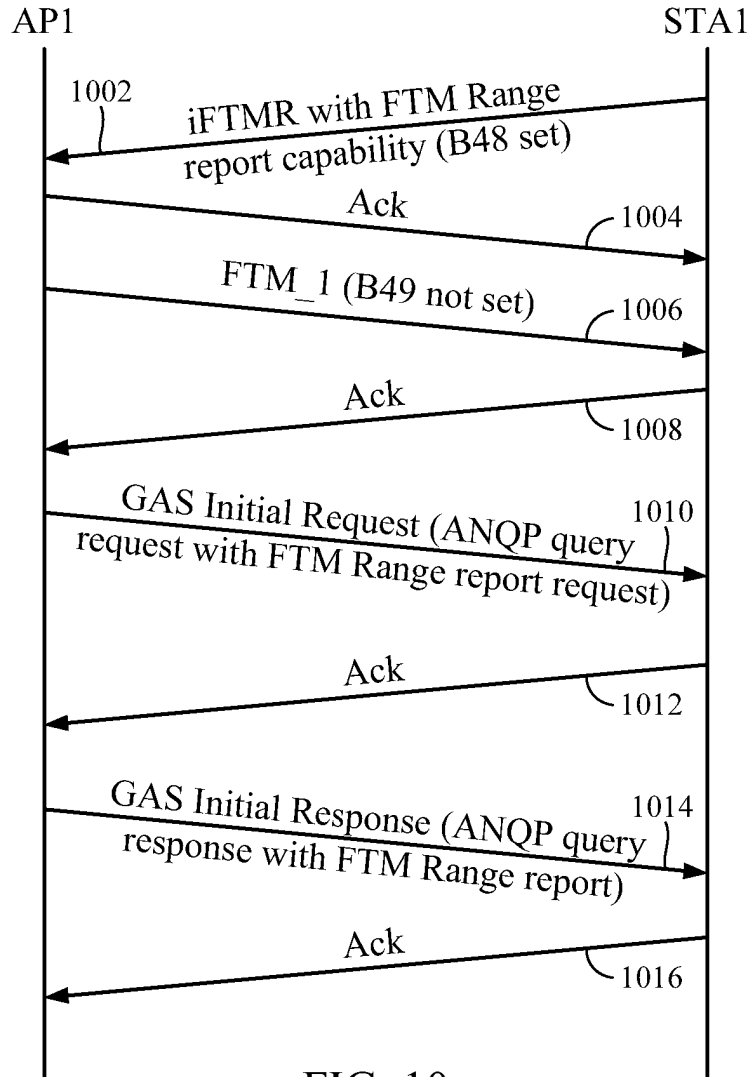 AP1
STA1
1002
iFTMR with FTM Range
report capability (B48 set)
Ack
1004
FTM_1 (B49 not set)
1006
Ack
1008
GAS Initial Request (ANQP query
1010
request with FTM Range report request)
Ack
1012
GAS Initial Response (ANQP query
1014
response with FTM Range report)
Ack
1016
FIG. 10